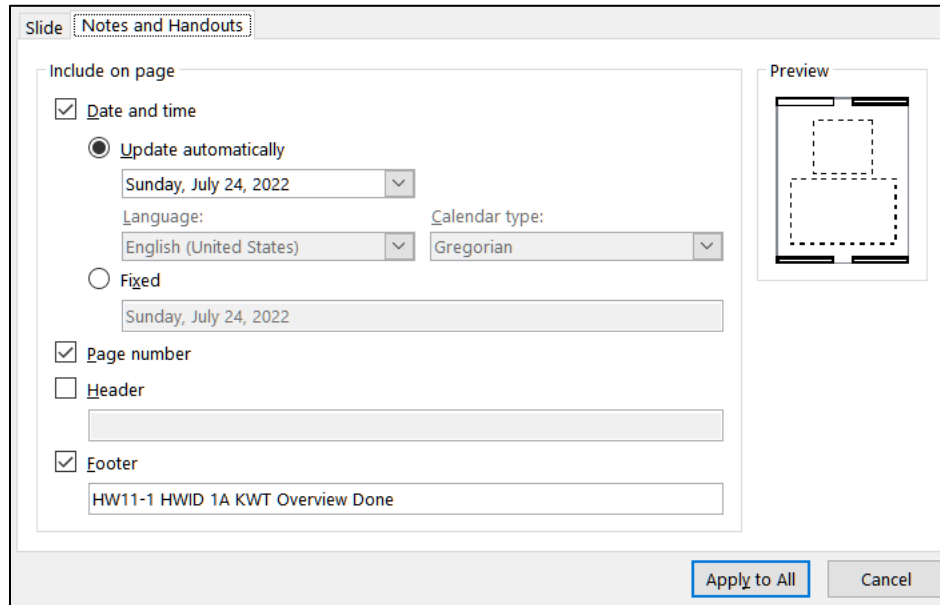 Slide Notes and Handouts
Include on page
Preview
Date and time
Update automatically
Sunday, July 24, 2022
Language: Calendar type:
English (United States) Gregorian
Fixed
Sunday, July 24, 2022
Page number
Header
Footer
HW11-1 HWID 1A KWT Overview Done
Apply to All Cancel